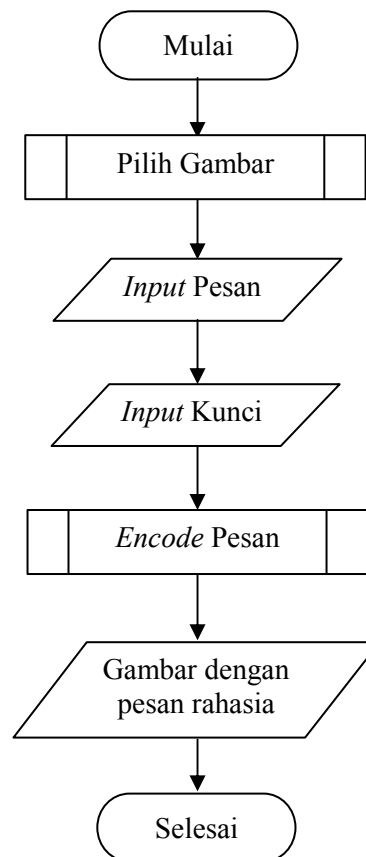 Mulai
Pilih Gambar
Input Pesan
Input Kunci
Encode Pesan
Gambar dengan
pesan rahasia
Selesai